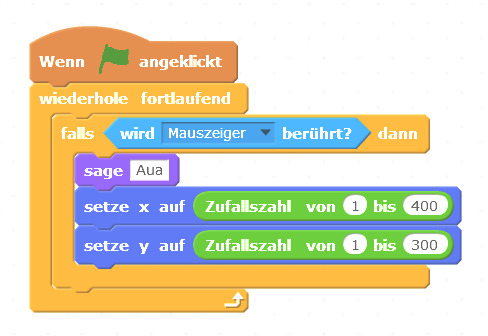 Wenn angeklickt
wiederhole fortlaufend
falls wird Mauszeiger berührt? dann
sage Aua
setze x auf Zufallszahl von 1 bis 400
setze y auf Zufallszahl von 1 bis 300